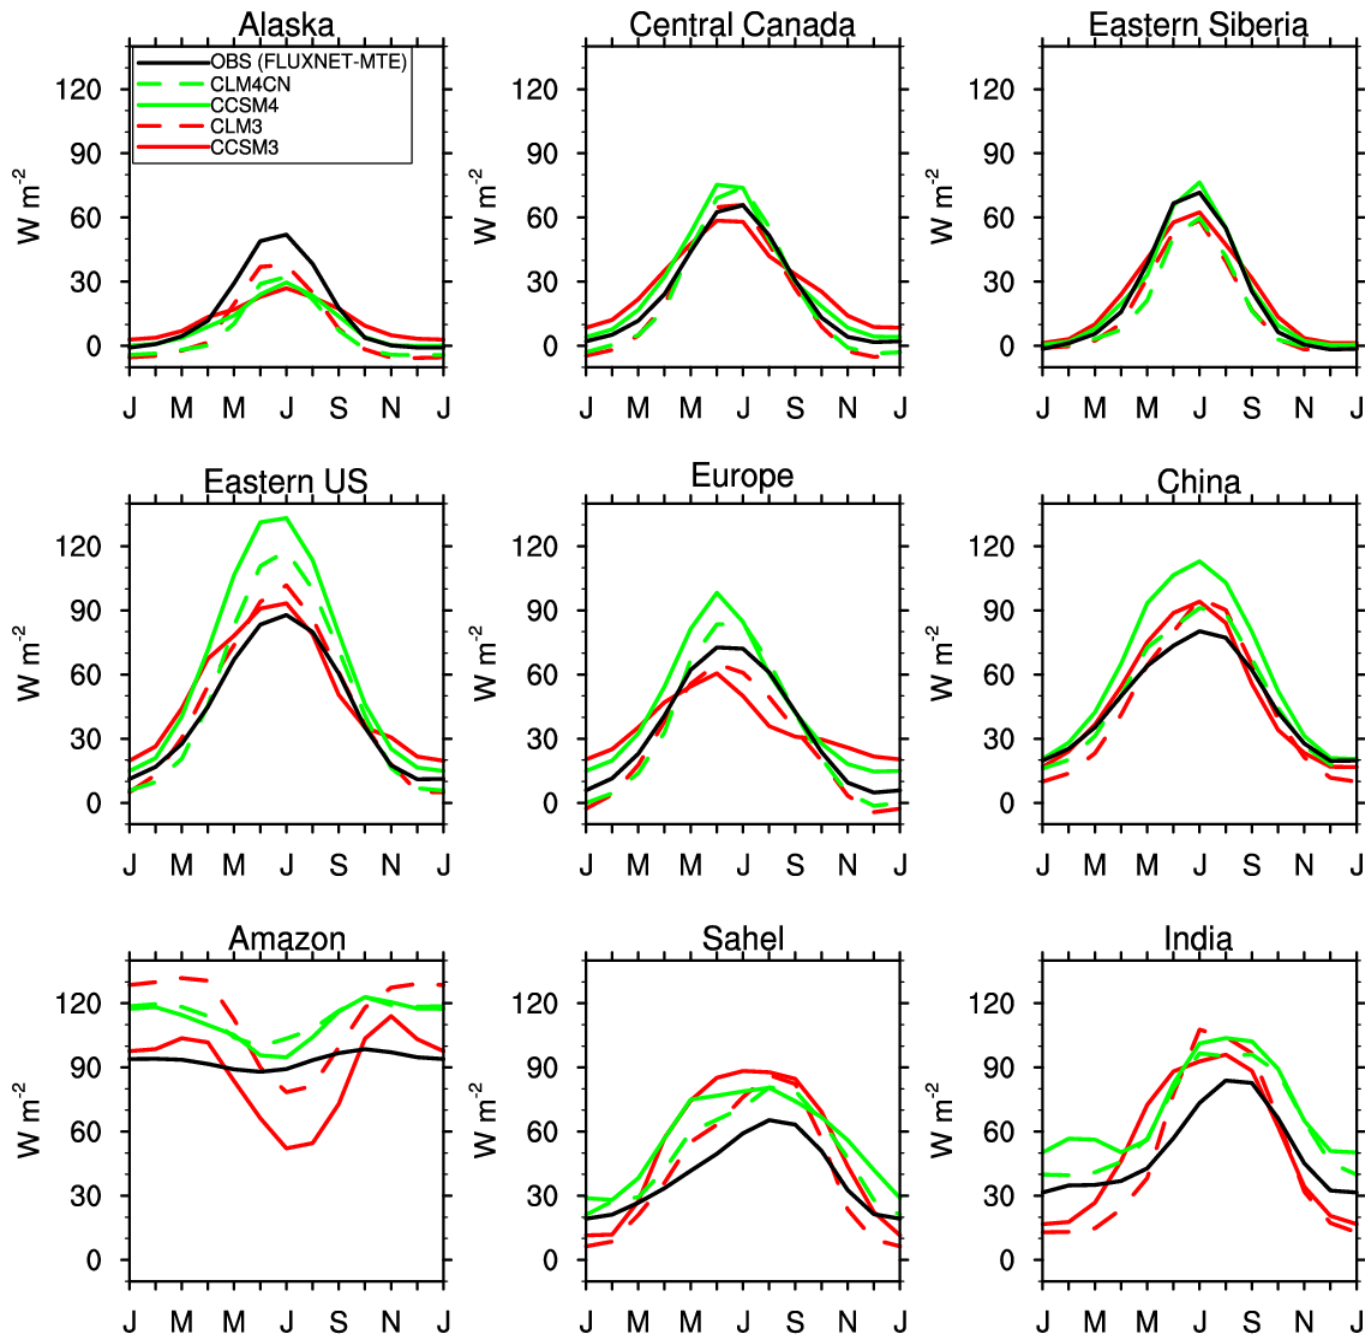 Alaska
Central Canada
Eastern Siberia
OBS (FLUXNET-MTE)
CLM4CN
CCSM4
CLM3
CCSM3
120
90
60
30
0
W m-2
J M M J S N J
120
90
60
30
0
W m-2
J M M J S N J
120
90
60
30
0
W m-2
J M M J S N J
Eastern US
Europe
China
120
90
60
30
0
W m-2
J M M J S N J
120
90
60
30
0
W m-2
J M M J S N J
120
90
60
30
0
W m-2
J M M J S N J
Amazon
Sahel
India
120
90
60
30
0
W m-2
J M M J S N J
120
90
60
30
0
W m-2
J M M J S N J
120
90
60
30
0
W m-2
J M M J S N J